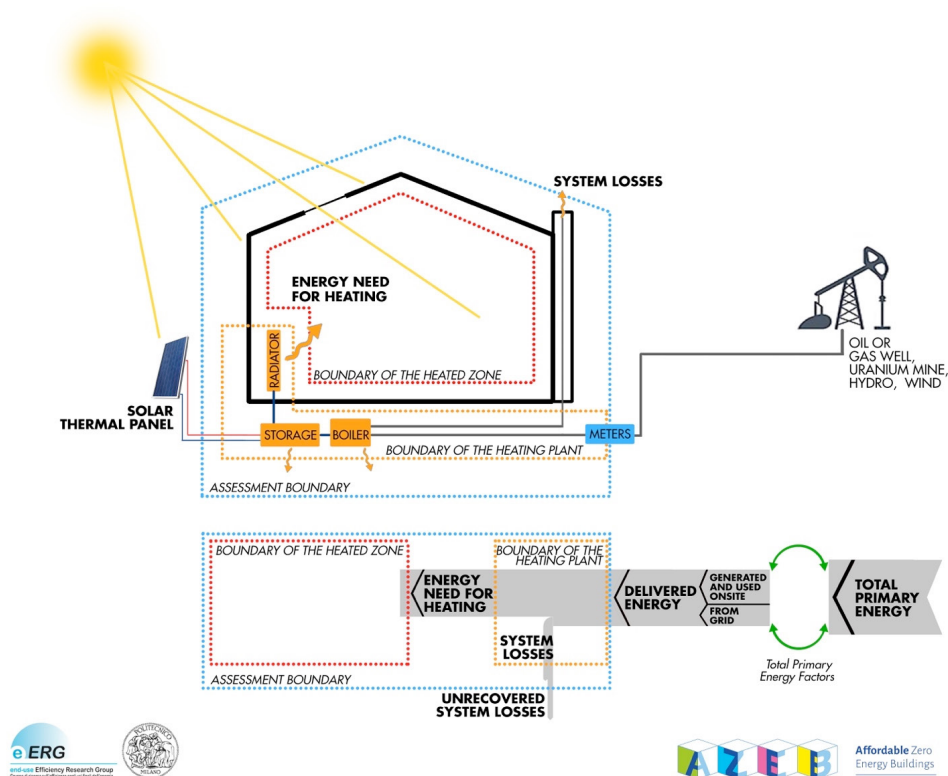 SYSTEM LOSSES
ENERGY NEED
FOR HEATING
RADIATOR
BOUNDARY OF THE HEATED ZONE
SOLAR
THERMAL PANEL
STORAGE
BOILER
METERS
BOUNDARY OF THE HEATING PLANT
ASSESSMENT BOUNDARY
OIL OR
GAS WELL,
URANIUM MINE,
HYDRO, WIND
BOUNDARY OF THE HEATED ZONE
BOUNDARY OF THE
HEATING PLANT
ENERGY
NEED FOR
HEATING
DELIVERED
ENERGY
GENERATED
AND USED
ONSITE
FROM
GRID
TOTAL
PRIMARY
ENERGY
SYSTEM
LOSSES
Total Primary
Energy Factors
ASSESSMENT BOUNDARY
UNRECOVERED
SYSTEM LOSSES
eERG
end-use Efficiency Research Group
POLITECNICO
MILANO
AZEB
Affordable Zero
Energy Buildings